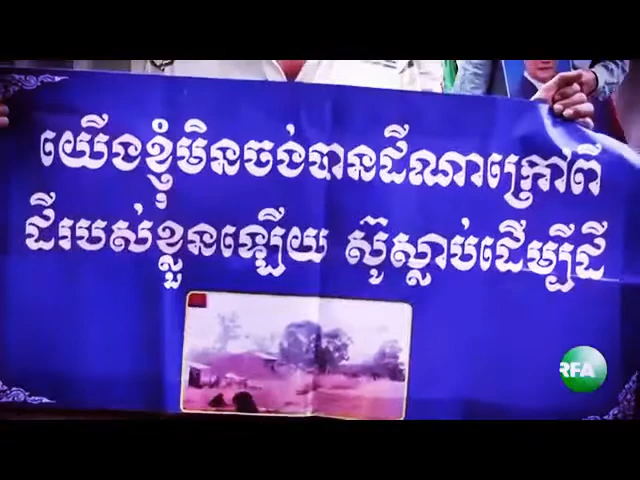 យើងខ្ញុំមិនចង់បានដីណាក្រៅពី
ដីរបស់ខ្លួនឡើយ ស៊ូស្លាប់ដើម្បីដី
RFA